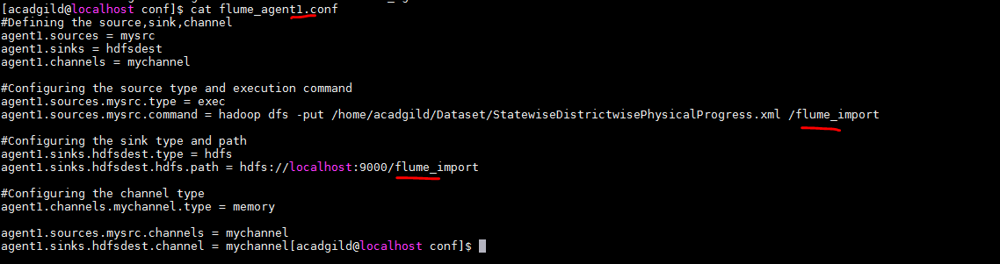 [acadgild@localhost conf]$ cat flume_agent1.conf
#Defining the source,sink,channel
agent1.sources = mysrc
agent1.sinks = hdfsdest
agent1.channels = mychannel
#Configuring the source type and execution command
agent1.sources.mysrc.type = exec
agent1.sources.mysrc.command = hadoop dfs -put /home/acadgild/Dataset/StatewiseDistrictwisePhysicalProgress.xml /flume_import
#Configuring the sink type and path
agent1.sinks.hdfsdest.type = hdfs
agent1.sinks.hdfsdest.hdfs.path = hdfs://localhost:9000/flume_import
#Configuring the channel type
agent1.channels.mychannel.type = memory
agent1.sources.mysrc.channels = mychannel
agent1.sinks.hdfsdest.channel = mychannel[acadgild@localhost conf]$